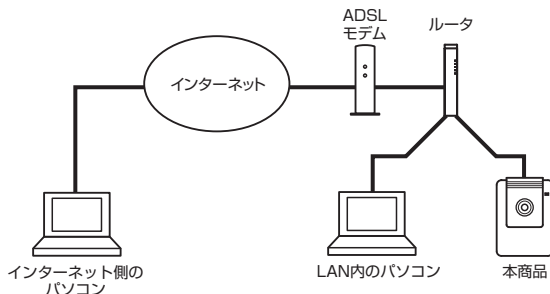 ADSL
モデム
ルータ
インターネット
インターネット側の
パソコン
LAN内のパソコン
本商品